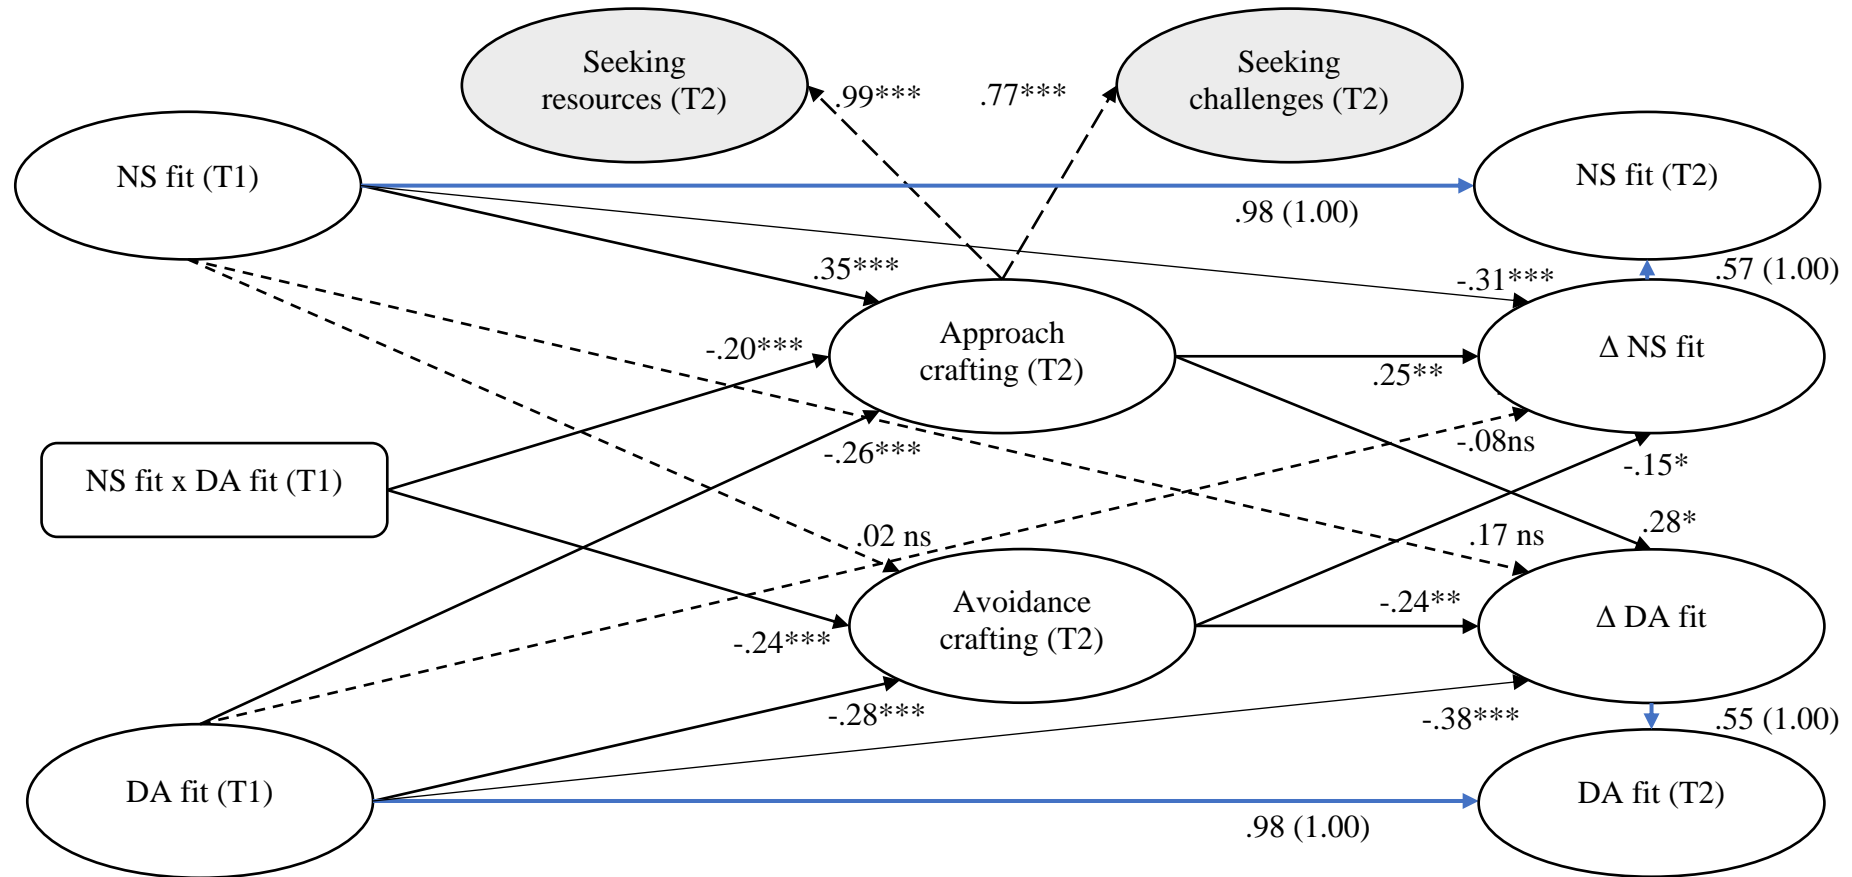 Seeking
resources (T2)
Seeking
challenges (T2)
.99***
.77***
NS fit (T1)
NS fit (T2)
.98 (1.00)
.35***
-.31***
.57 (1.00)
-.20***
Approach
crafting (T2)
Δ NS fit
.25**
-.26***
-.08ns
-.15*
NS fit x DA fit (T1)
.02 ns
.17 ns
.28*
-.24***
Avoidance
crafting (T2)
-.24**
Δ DA fit
-.28***
-.38***
.55 (1.00)
DA fit (T1)
DA fit (T2)
.98 (1.00)